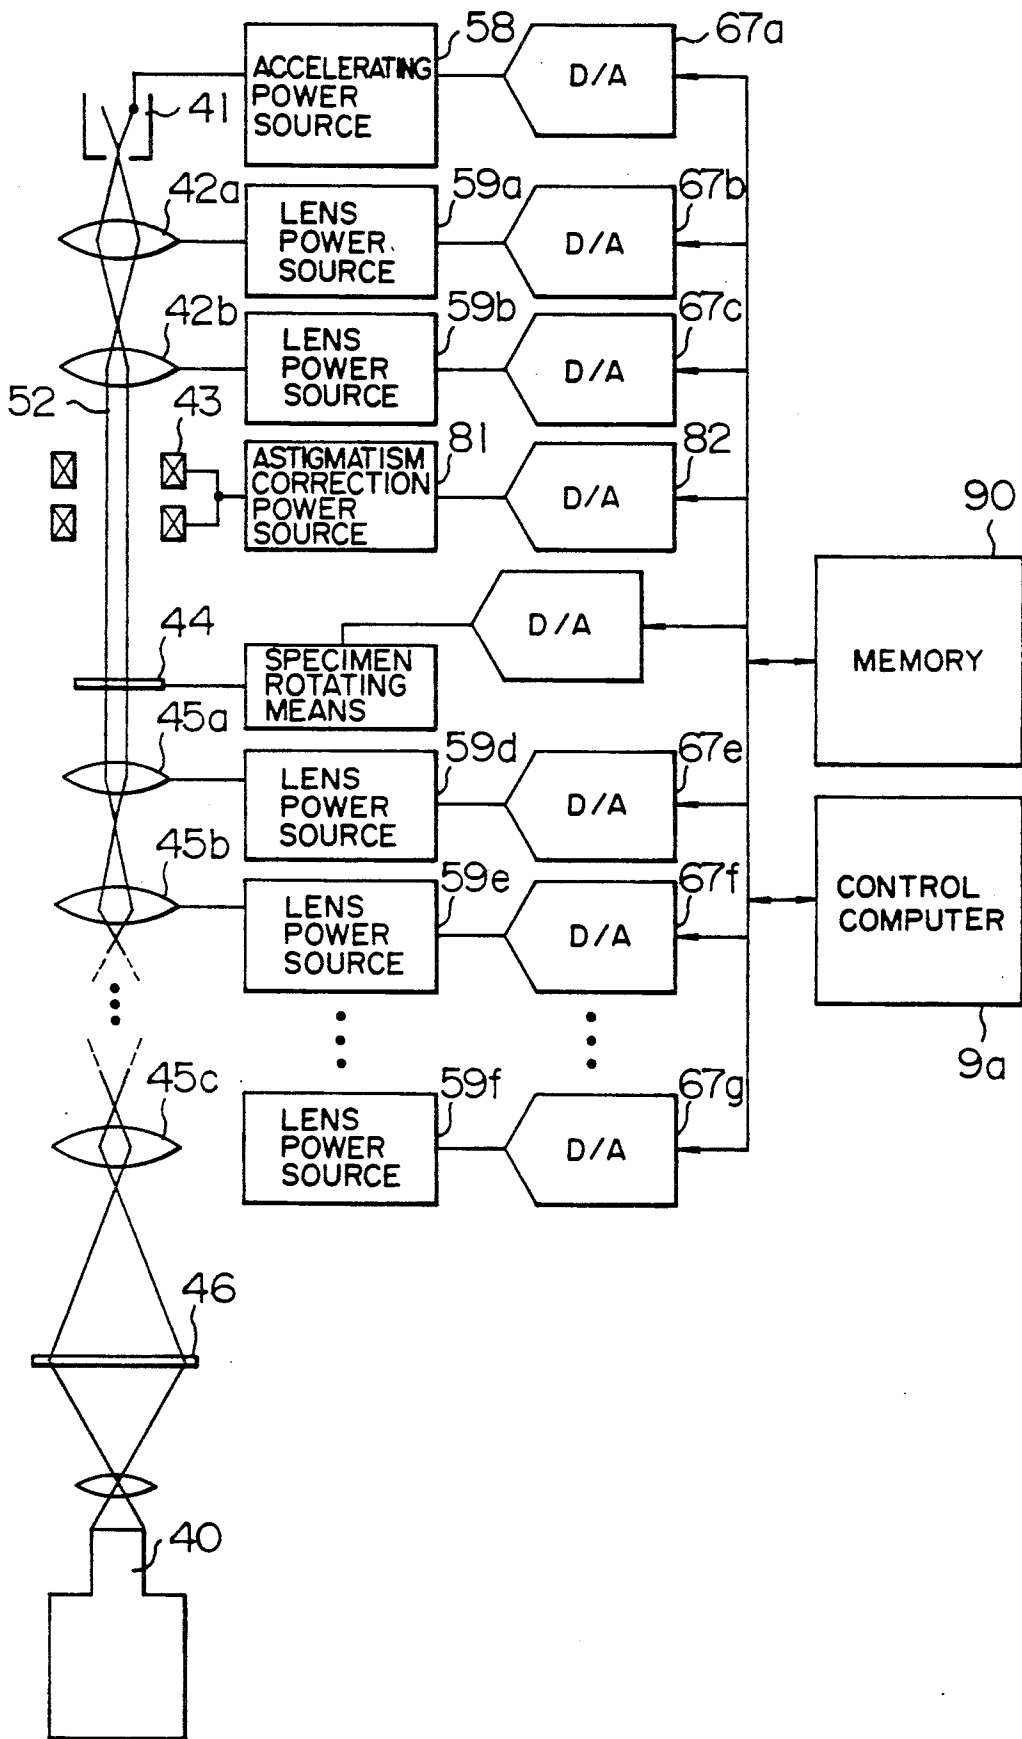 58
67a
ACCELERATING
POWER
SOURCE
D/A
41
42a
59a
67b
LENS
POWER
SOURCE
D/A
42b
59b
67c
LENS
POWER
SOURCE
D/A
52
43
81
82
ASTIGMATISM
CORRECTION
POWER
SOURCE
D/A
90
MEMORY
44
D/A
SPECIMEN
ROTATING
MEANS
45a
59d
67e
LENS
POWER
SOURCE
D/A
45b
59e
67f
LENS
POWER
SOURCE
D/A
CONTROL
COMPUTER
9a
45c
59f
67g
LENS
POWER
SOURCE
D/A
46
40